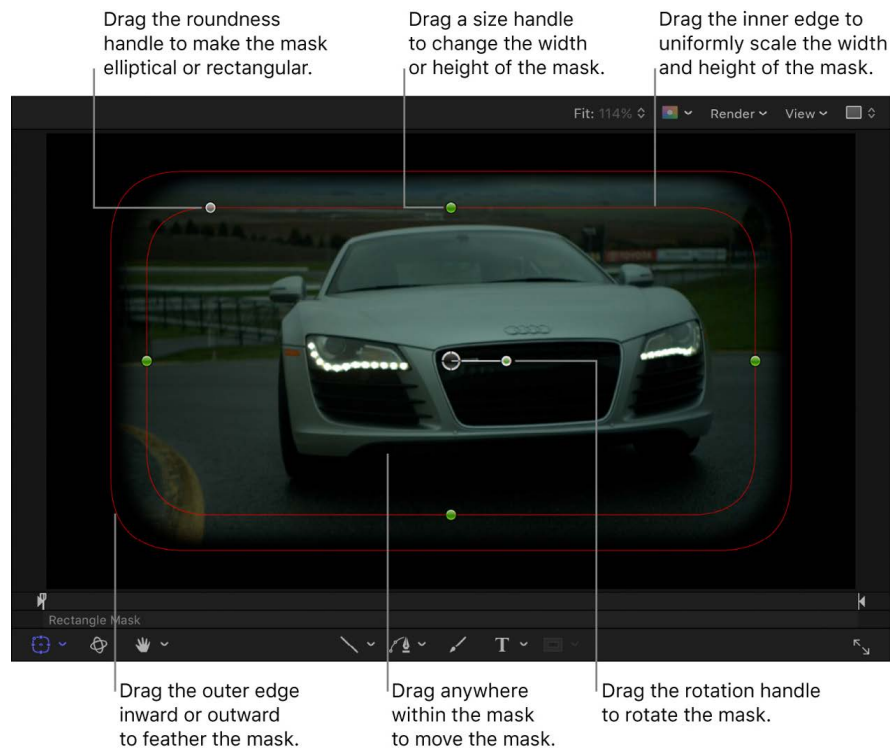 Drag the roundness
handle to make the mask
elliptical or rectangular.
Drag a size handle
to change the width
or height of the mask.
Drag the inner edge to
uniformly scale the width
and height of the mask.
Fit: 114%
Render
View
TOYOTA
Rectangle Mask
T
Drag the outer edge
inward or outward
to feather the mask.
Drag anywhere
within the mask
to move the mask.
Drag the rotation handle
to rotate the mask.